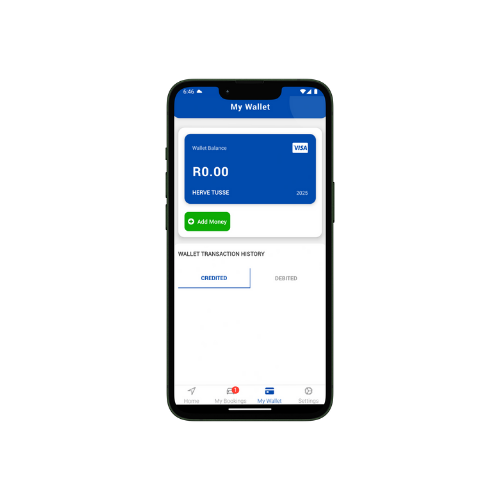 6:46
My Wallet
Wallet Balance
VISA
R0.00
HERVE TUSSE
2023
Add Money
WALLET TRANSACTION HISTORY
CREDITED
DEBITED
1
Home
My Bookings
My Wallet
Settings